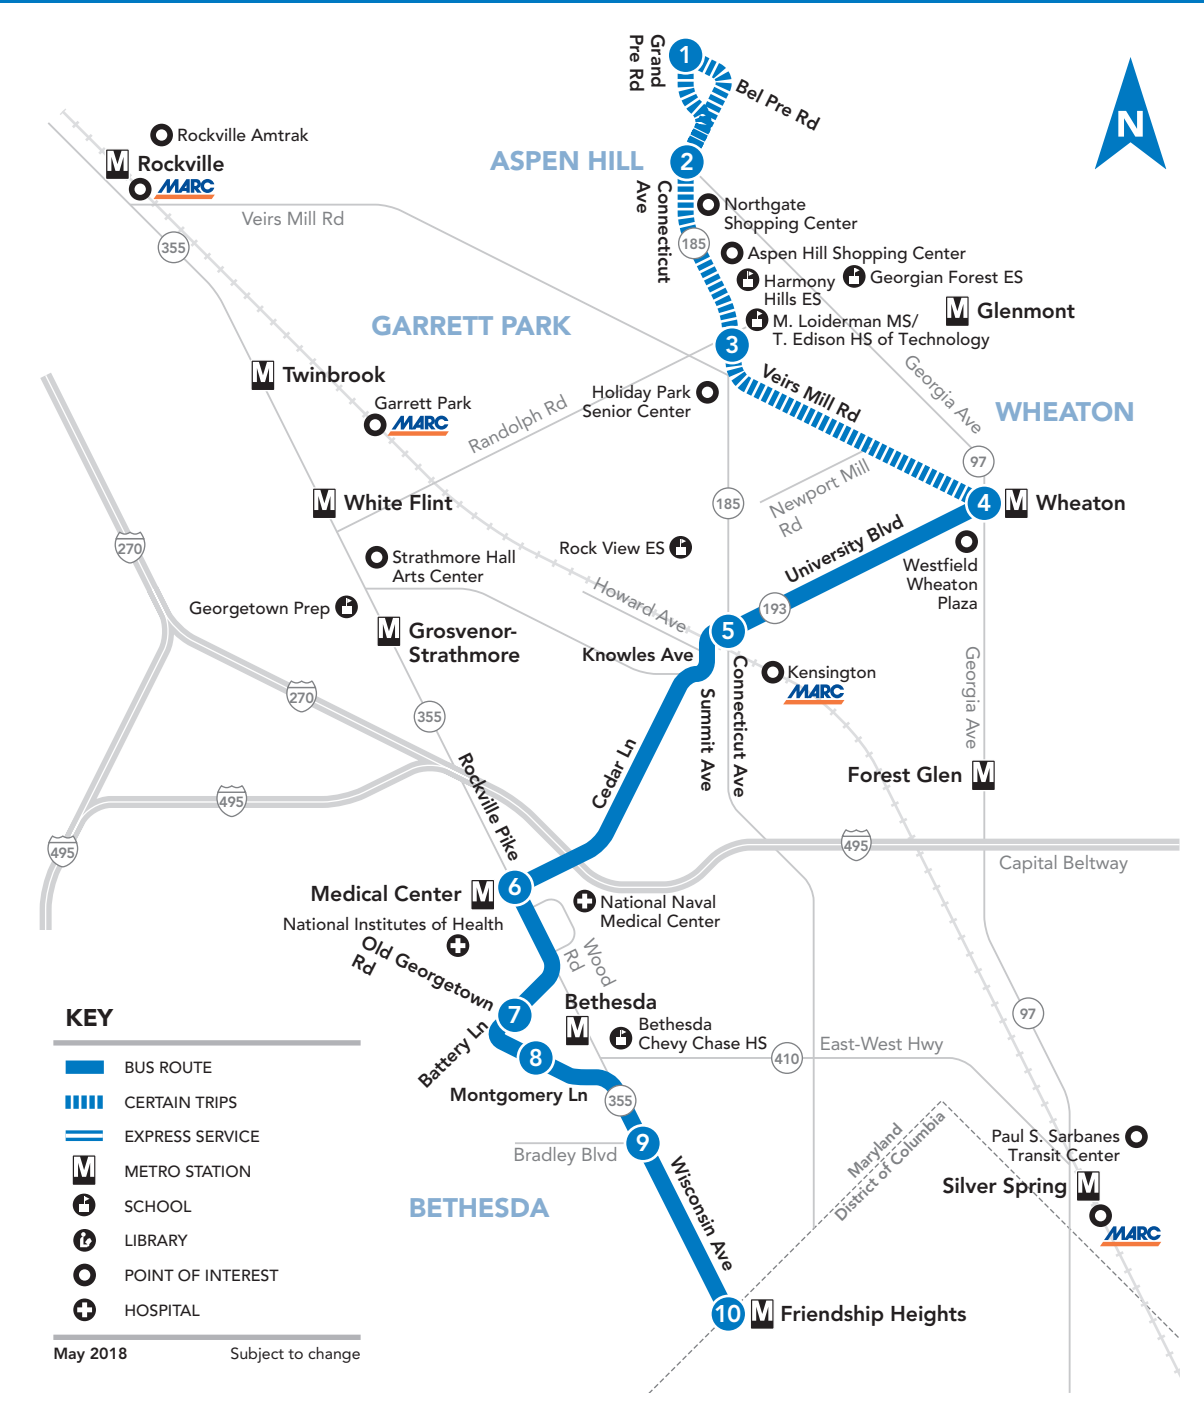 Grand
Pre Rd
1
Bel Pre Rd
N
Rockville Amtrak
M Rockville
MARC
ASPEN HILL
2
Connecticut
Ave
Northgate
Shopping Center
Veirs Mill Rd
355
185
Aspen Hill Shopping Center
Harmony
Hills ES
Georgian Forest ES
M Glenmont
M. Loiderman MS/
T. Edison HS of Technology
GARRETT PARK
3
M Twinbrook
Veirs Mill Rd
Georgia Ave
Holiday Park
Senior Center
Garrett Park
MARC
Randolph Rd
WHEATON
97
M White Flint
185
Newport Mill
Rd
4
M Wheaton
270
University Blvd
Rock View ES
Strathmore Hall
Arts Center
Westfield
Wheaton
Plaza
Howard Ave
Georgetown Prep
193
M Grosvenor-
Strathmore
5
Knowles Ave
Kensington
MARC
Connecticut Ave
Summit Ave
Georgia Ave
270
355
Cedar Ln
Rockville Pike
Forest Glen M
495
495
495
Capital Beltway
Medical Center M
6
National Naval
Medical Center
National Institutes of Health
Old Georgetown
Rd
Wood
Rd
7
Bethesda
M
Battery Ln
Bethesda
Chevy Chase HS
8
410
East-West Hwy
97
Montgomery Ln
355
9
Bradley Blvd
Maryland
District of Columbia
Paul S. Sarbanes
Transit Center
Silver Spring M
MARC
Wisconsin Ave
BETHESDA
10
M Friendship Heights
KEY
BUS ROUTE
CERTAIN TRIPS
EXPRESS SERVICE
M METRO STATION
SCHOOL
LIBRARY
POINT OF INTEREST
HOSPITAL
May 2018
Subject to change